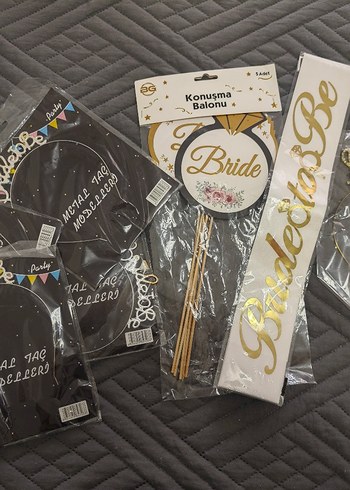 Party
METAL TAÇ
MODELLERİ
Konuşma
Balonu
5 Adet
Bride
Bride to Be
Party
METAL TAÇ
MODELLERİ